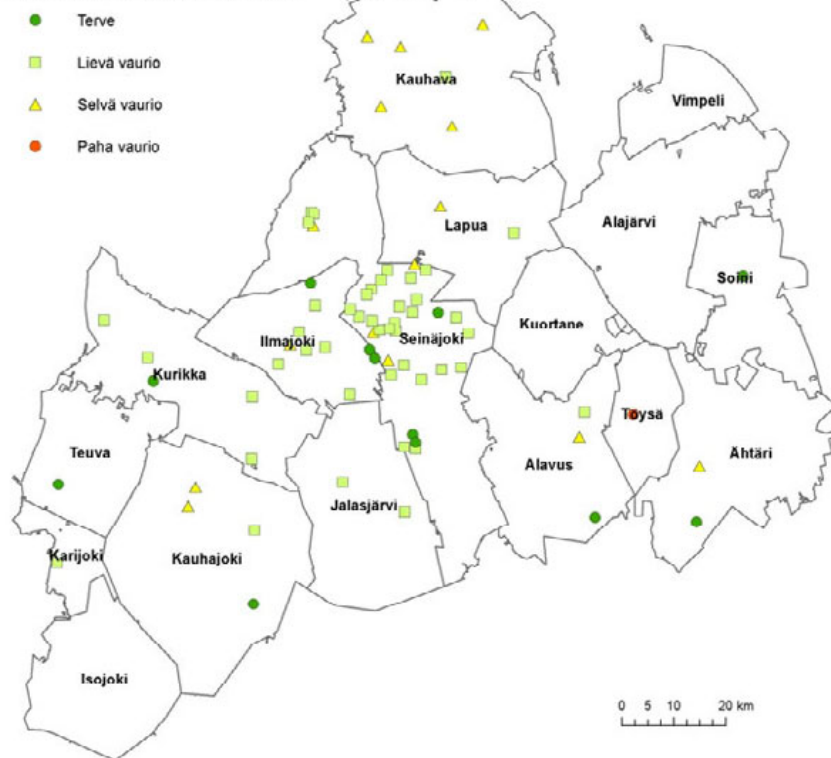 Terve
Lievä vaurio
Selvä vaurio
Paha vaurio
Kauhava
Vimpeli
Lapua
Alajärvi
Soini
Kuortane
Ilmajoki
Seinäjoki
Kurikka
Töysä
Teuva
Alavus
Ähtäri
Jalasjärvi
Karijoki
Kauhajoki
Isojoki
0 5 10 20 km